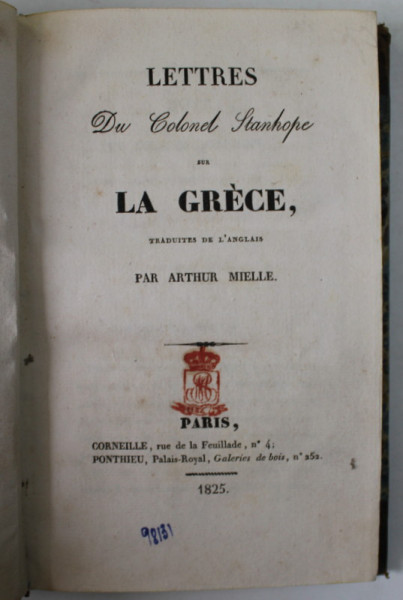 LETTRES
Du Colonel Stanhope
SUR
LA GRÈCE,
TRADUITES DE L'ANGLAIS
PAR ARTHUR MIELLE.
PARIS,
CORNEILLE, rue de la Feuillade, n° 4;
PONTHIEU, Palais-Royal, Galeries de bois, n° 252.
1825.
98131